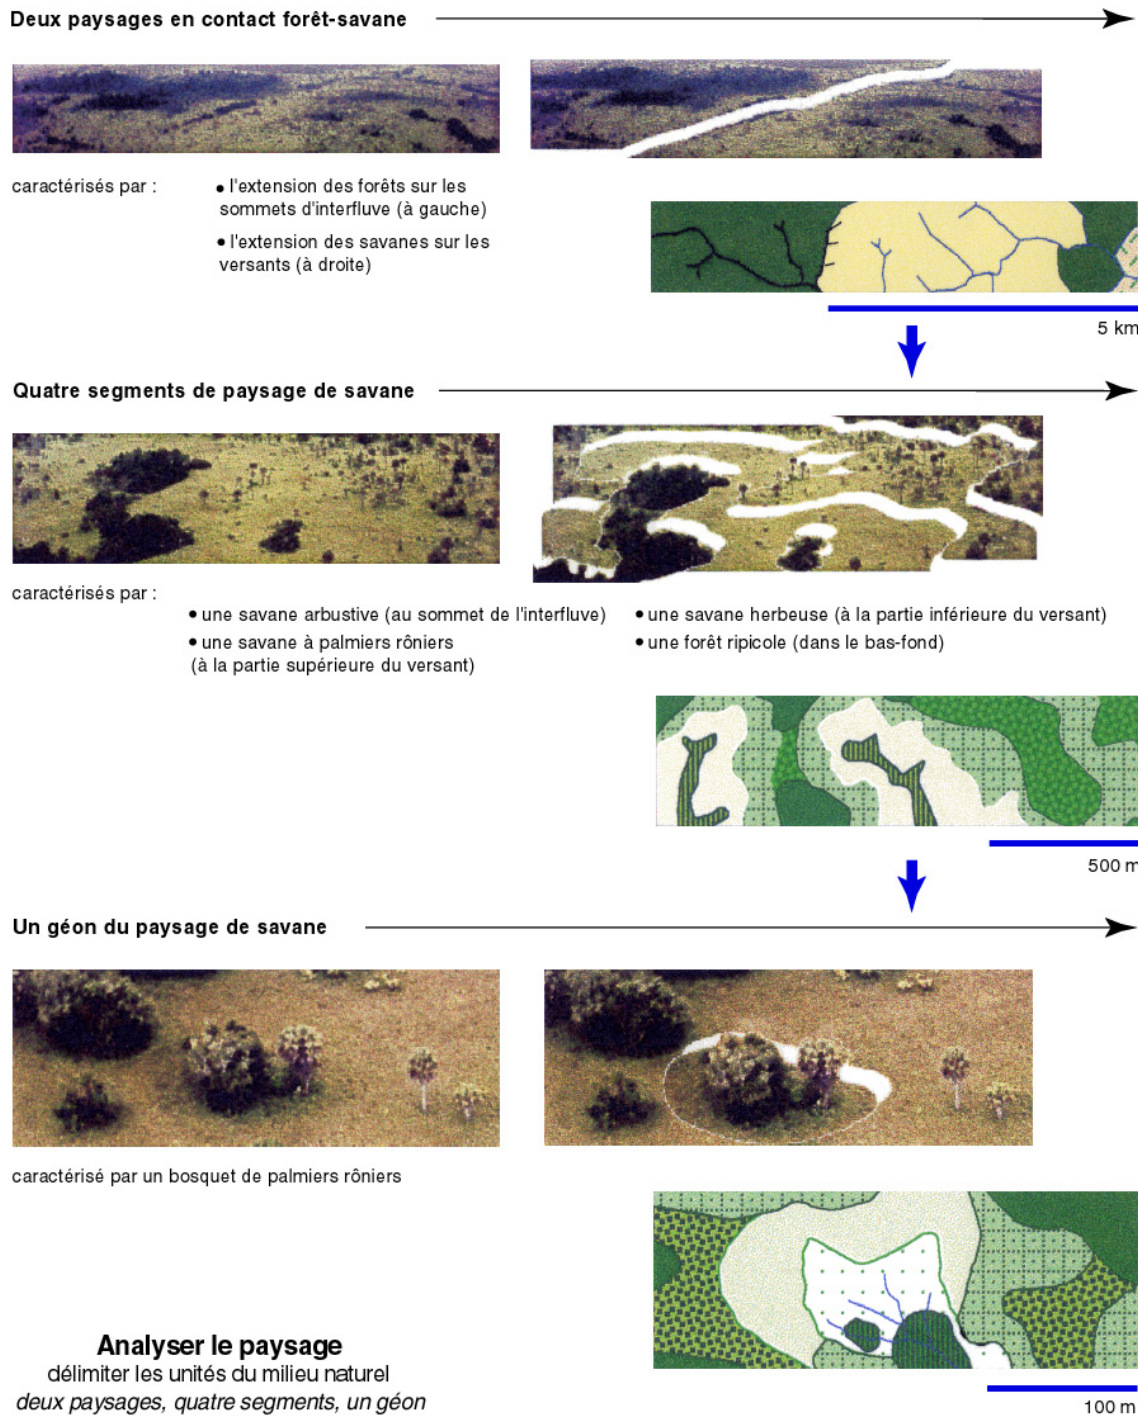 Deux paysages en contact forêt-savane
caractérisés par :
• l'extension des forêts sur les
sommets d'interfluve (à gauche)
• l'extension des savanes sur les
versants (à droite)
5 km
Quatre segments de paysage de savane
caractérisés par :
• une savane arbustive (au sommet de l'interfluve)
• une savane à palmiers rôniers
(à la partie supérieure du versant)
• une savane herbeuse (à la partie inférieure du versant)
• une forêt ripicole (dans le bas-fond)
500 m
Un géon du paysage de savane
caractérisé par un bosquet de palmiers rôniers
100 m
Analyser le paysage
délimiter les unités du milieu naturel
deux paysages, quatre segments, un géon